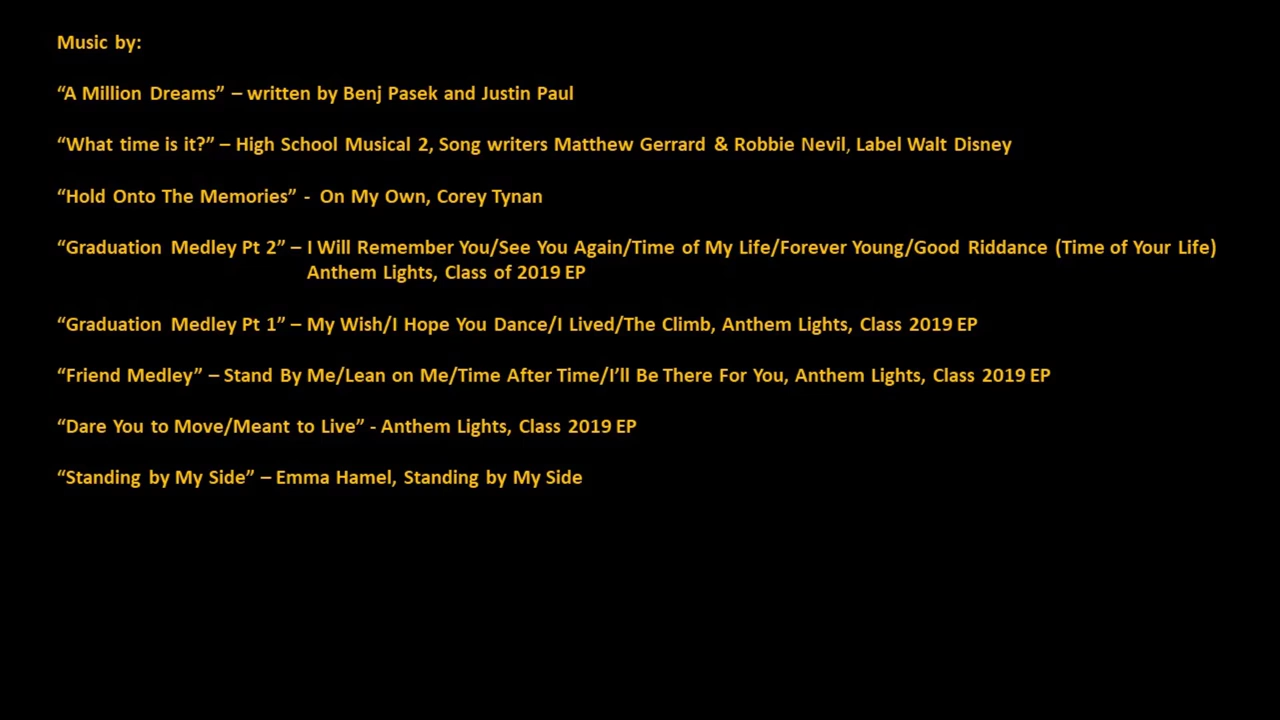 Music by:
“A Million Dreams” – written by Benj Pasek and Justin Paul
“What time is it?” – High School Musical 2, Song writers Matthew Gerrard & Robbie Nevil, Label Walt Disney
“Hold Onto The Memories” - On My Own, Corey Tynan
“Graduation Medley Pt 2” – I Will Remember You/See You Again/Time of My Life/Forever Young/Good Riddance (Time of Your Life)
Anthem Lights, Class of 2019 EP
“Graduation Medley Pt 1” – My Wish/I Hope You Dance/I Lived/The Climb, Anthem Lights, Class 2019 EP
“Friend Medley” – Stand By Me/Lean on Me/Time After Time/I’ll Be There For You, Anthem Lights, Class 2019 EP
“Dare You to Move/Meant to Live” - Anthem Lights, Class 2019 EP
“Standing by My Side” – Emma Hamel, Standing by My Side